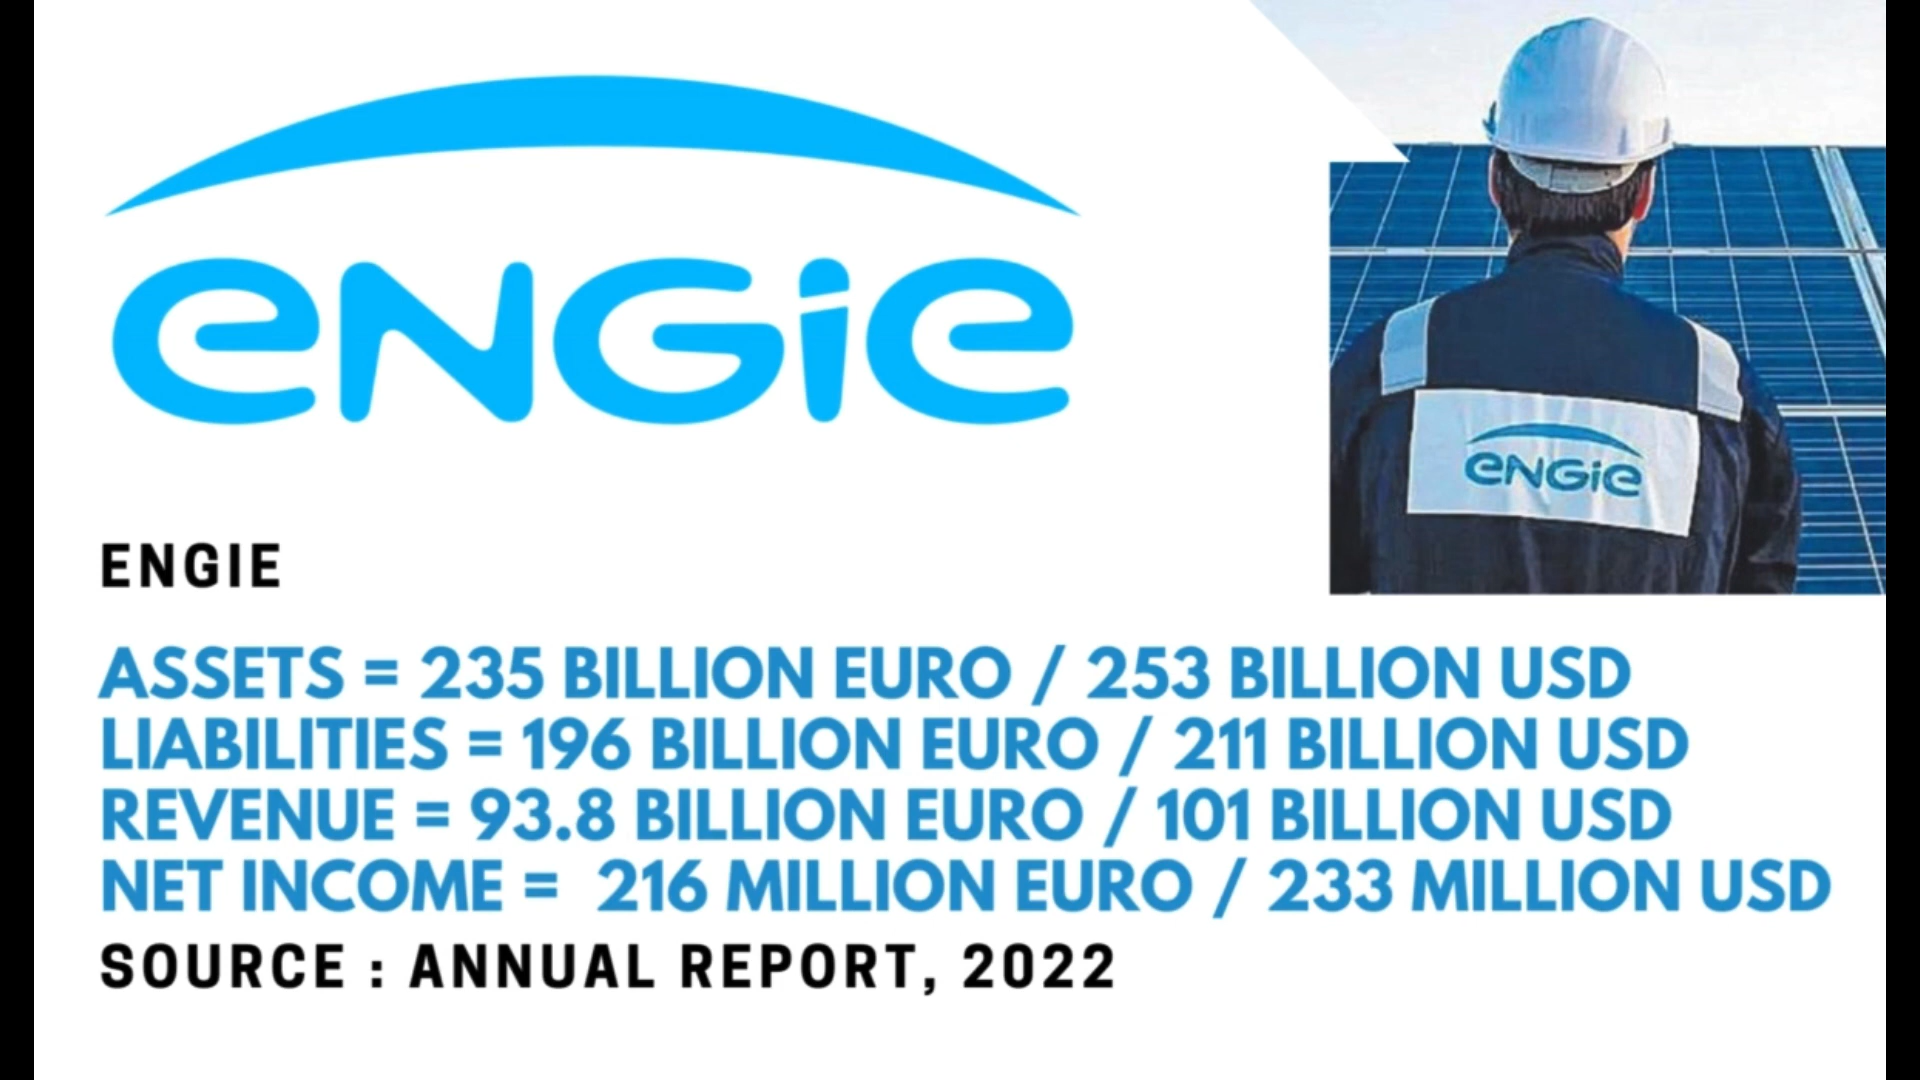 eNGie
eNGie
ENGIE
ASSETS = 235 BILLION EURO / 253 BILLION USD
LIABILITIES = 196 BILLION EURO / 211 BILLION USD
REVENUE = 93.8 BILLION EURO / 101 BILLION USD
NET INCOME = 216 MILLION EURO / 233 MILLION USD
SOURCE : ANNUAL REPORT, 2022